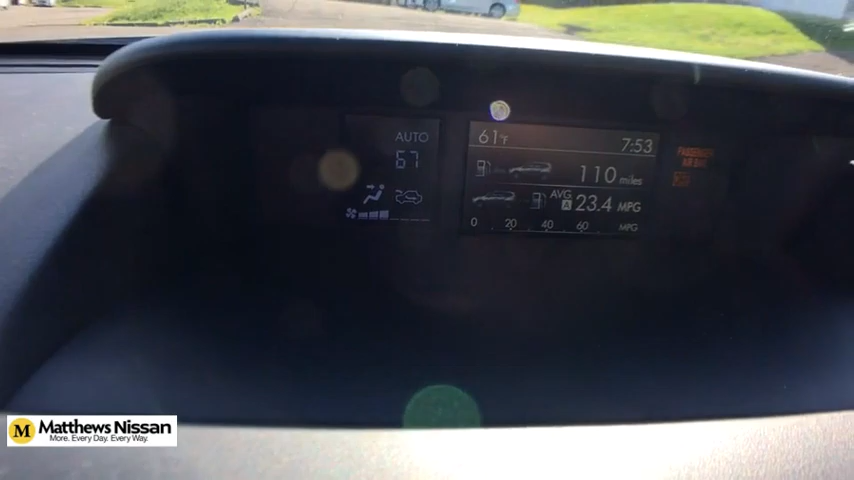 AUTO
67
61°F 7:53
110 miles
AVG
A 23.4 MPG
0 20 40 60 MPG
PASSENGER
AIR BAG
M Matthews Nissan
More. Every Day. Every Way.